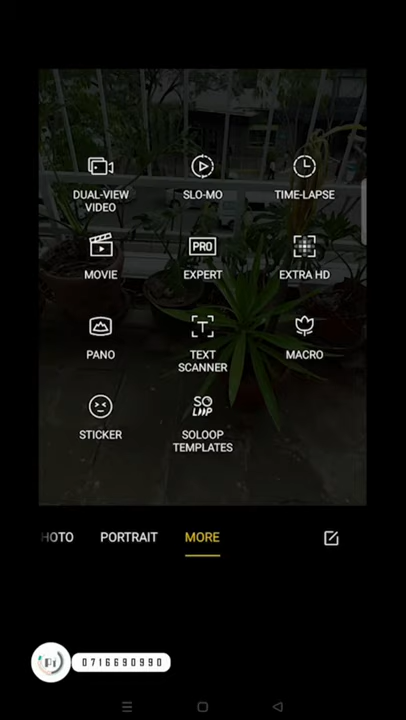 DUAL-VIEW
VIDEO
SLO-MO
TIME-LAPSE
MOVIE
PRO
EXPERT
EXTRA HD
PANO
T
TEXT
SCANNER
MACRO
STICKER
SO
LOOP
SOLOOP
TEMPLATES
HOTO
PORTRAIT
MORE
Pi
0716690990